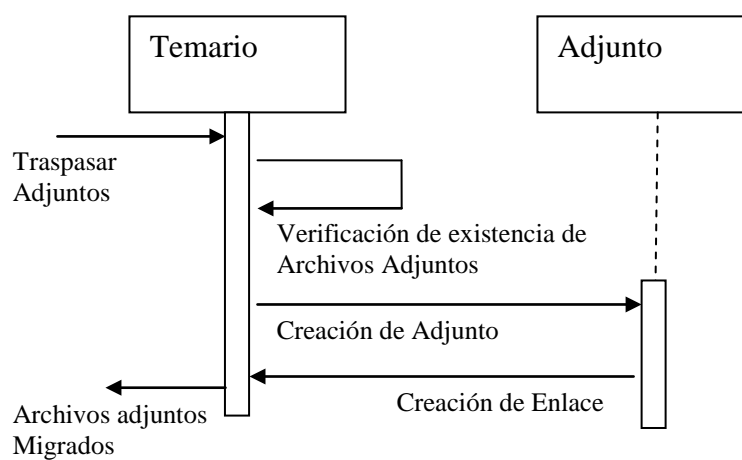 Temario
Adjunto
Traspasar
Adjuntos
Verificación de existencia de
Archivos Adjuntos
Creación de Adjunto
Creación de Enlace
Archivos adjuntos
Migrados